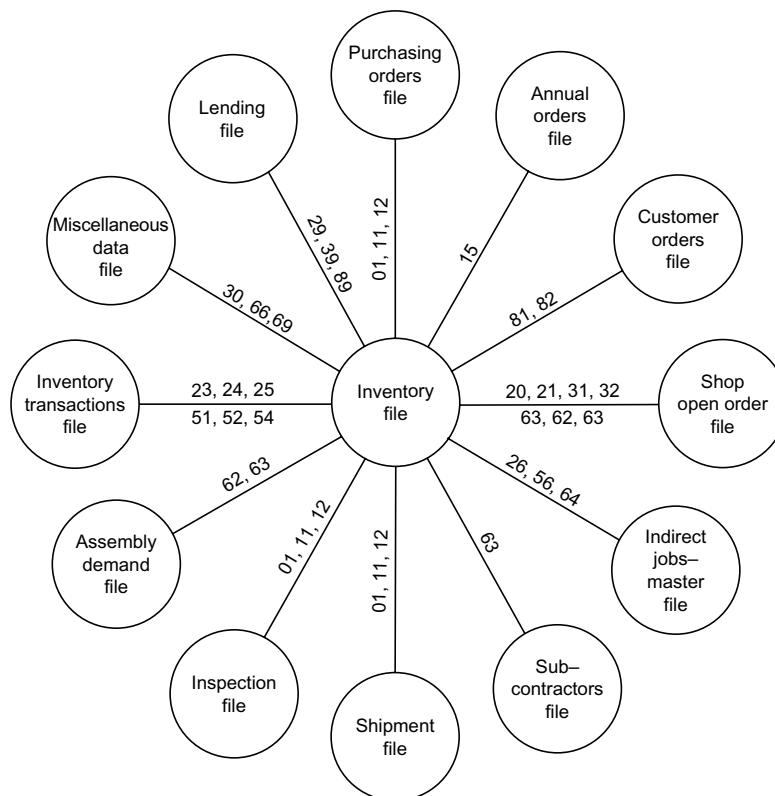 Purchasing
orders
file
Lending
file
Annual
orders
file
Miscellaneous
data
file
Customer
orders
file
29, 39, 89
01, 11, 12
15
30, 66,69
81, 82
Inventory
transactions
file
23, 24, 25
51, 52, 54
Inventory
file
20, 21, 31, 32
63, 62, 63
Shop
open order
file
62, 63
26, 56, 64
01, 11, 12
01, 11, 12
63
Assembly
demand
file
Indirect
jobs–
master
file
Inspection
file
Shipment
file
Sub–
contractors
file